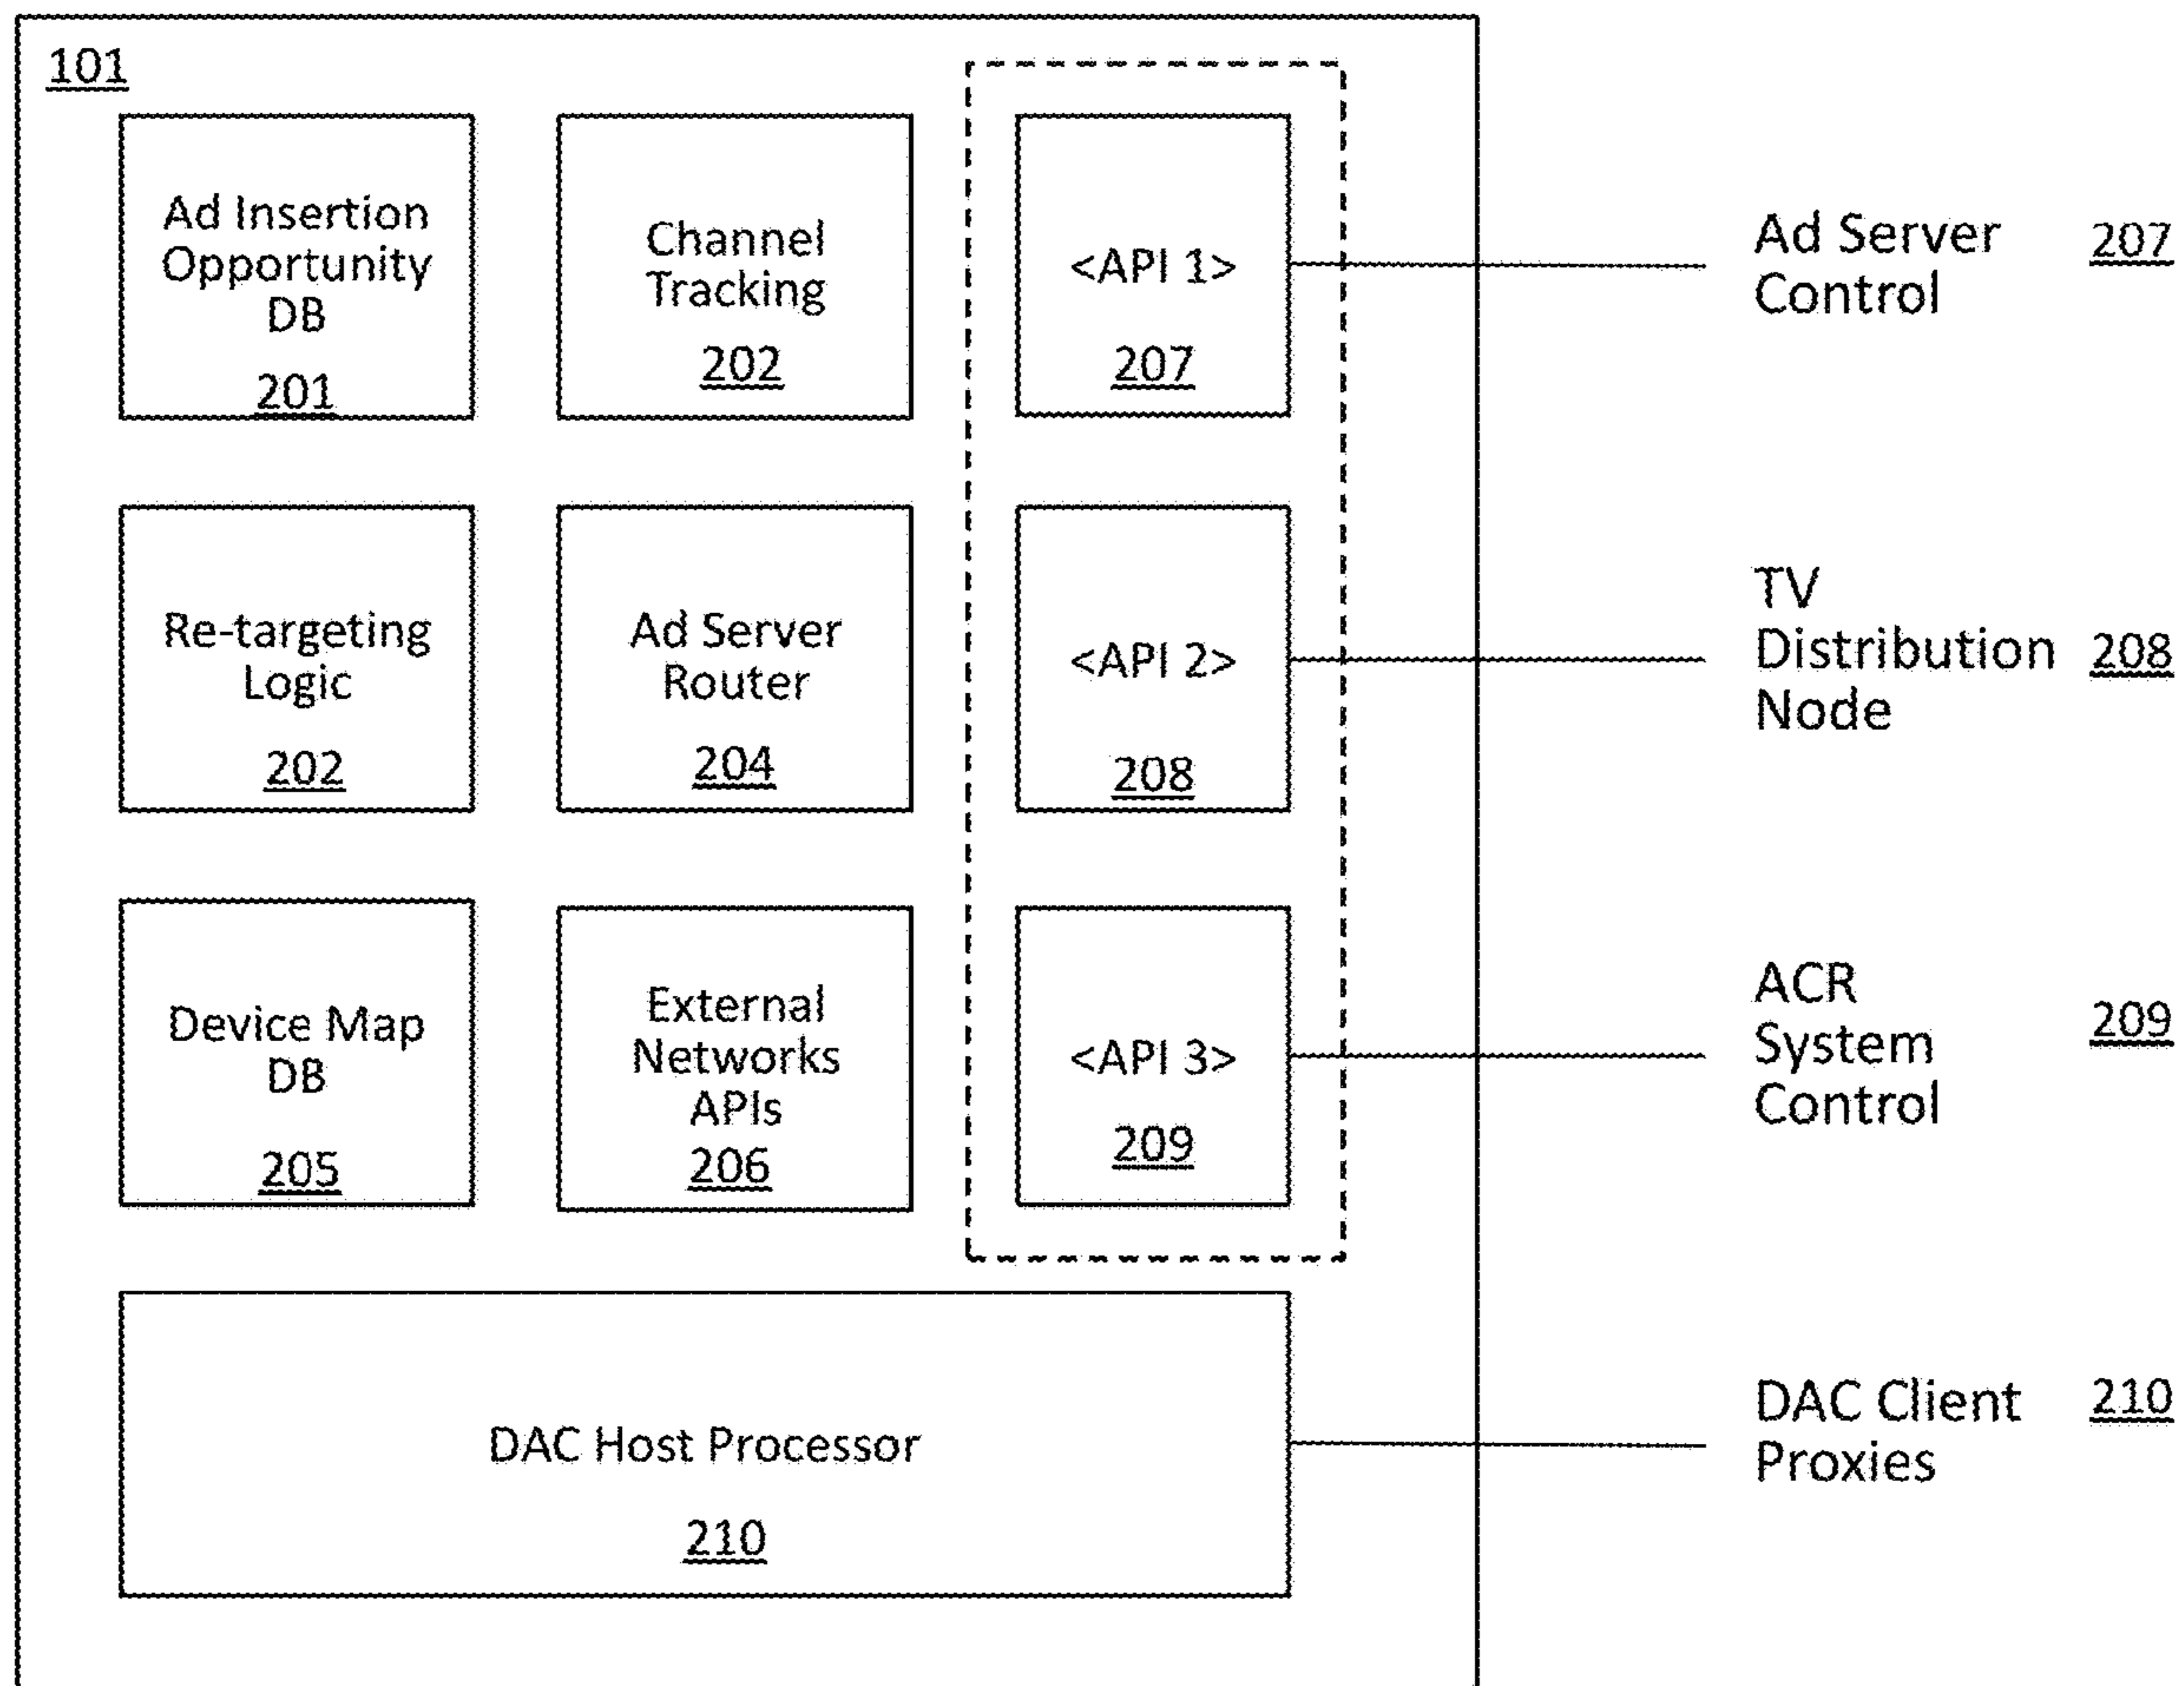 101
Ad Insertion
Opportunity
DB
201
Channel
Tracking
202
<API 1>
207
Ad Server
Control
207
Re-targeting
Logic
202
Ad Server
Router
204
<API 2>
208
TV
Distribution
Node
208
Device Map
DB
205
External
Networks
APIs
206
<API 3>
209
ACR
System
Control
209
DAC Host Processor
210
DAC Client
Proxies
210